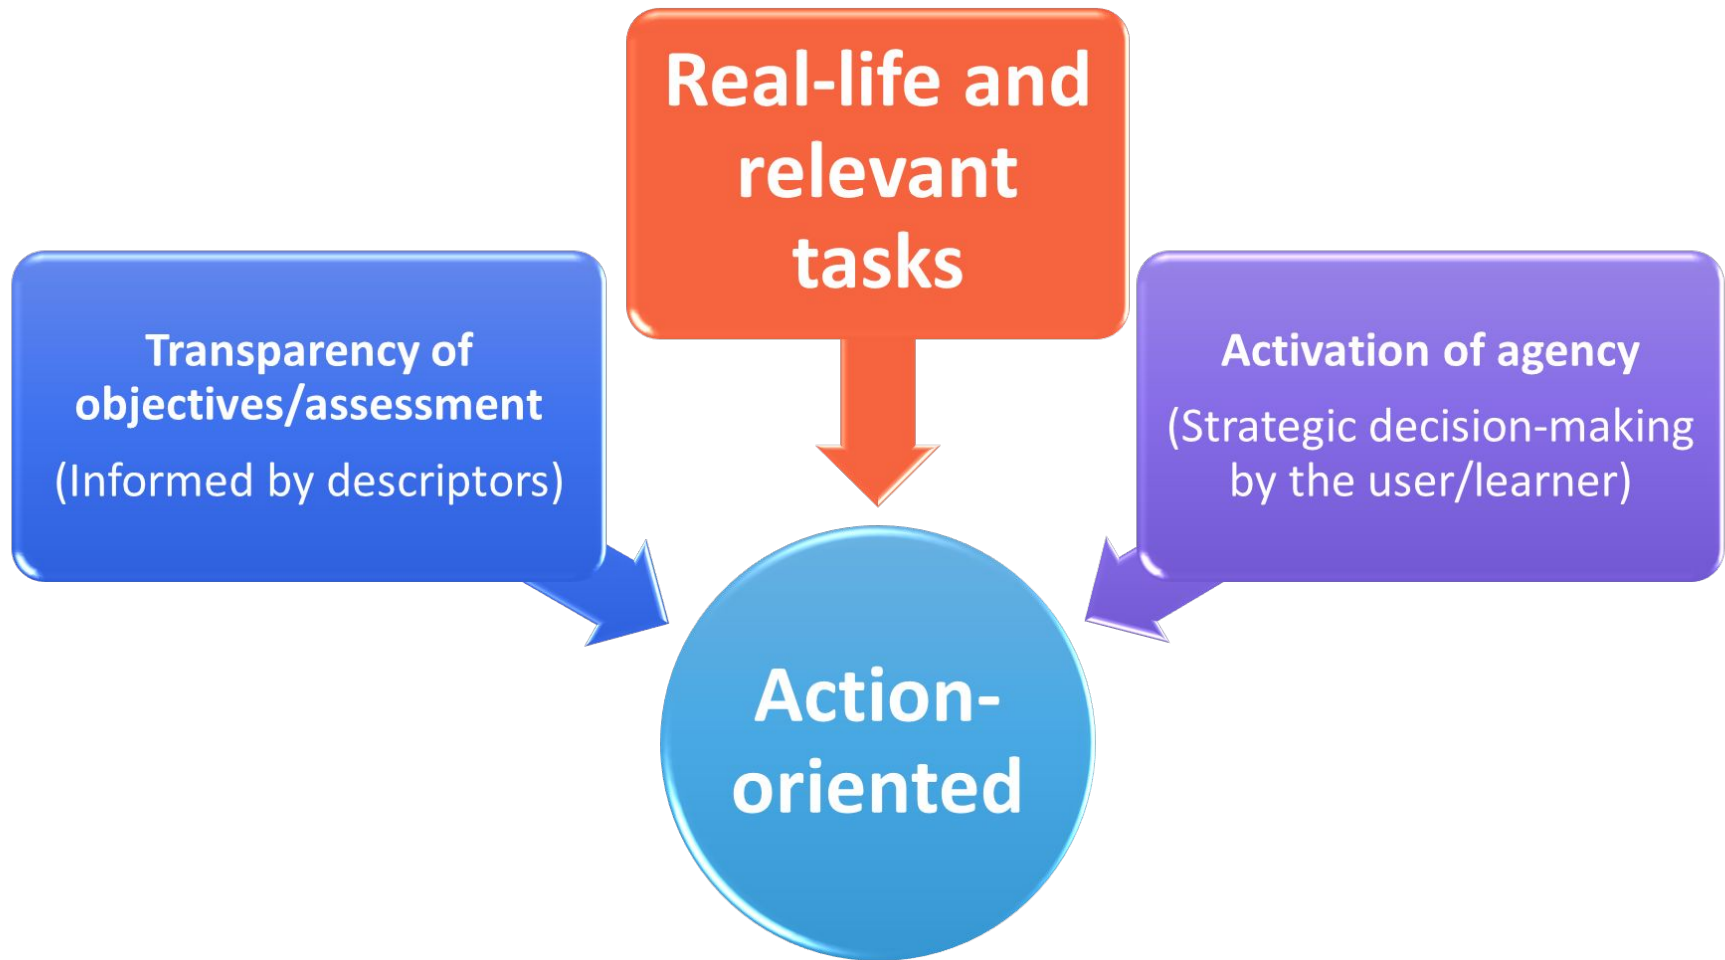 Real-life and
relevant
tasks
Transparency of
objectives/assessment
(Informed by descriptors)
Activation of agency
(Strategic decision-making
by the user/learner)
Action-
oriented